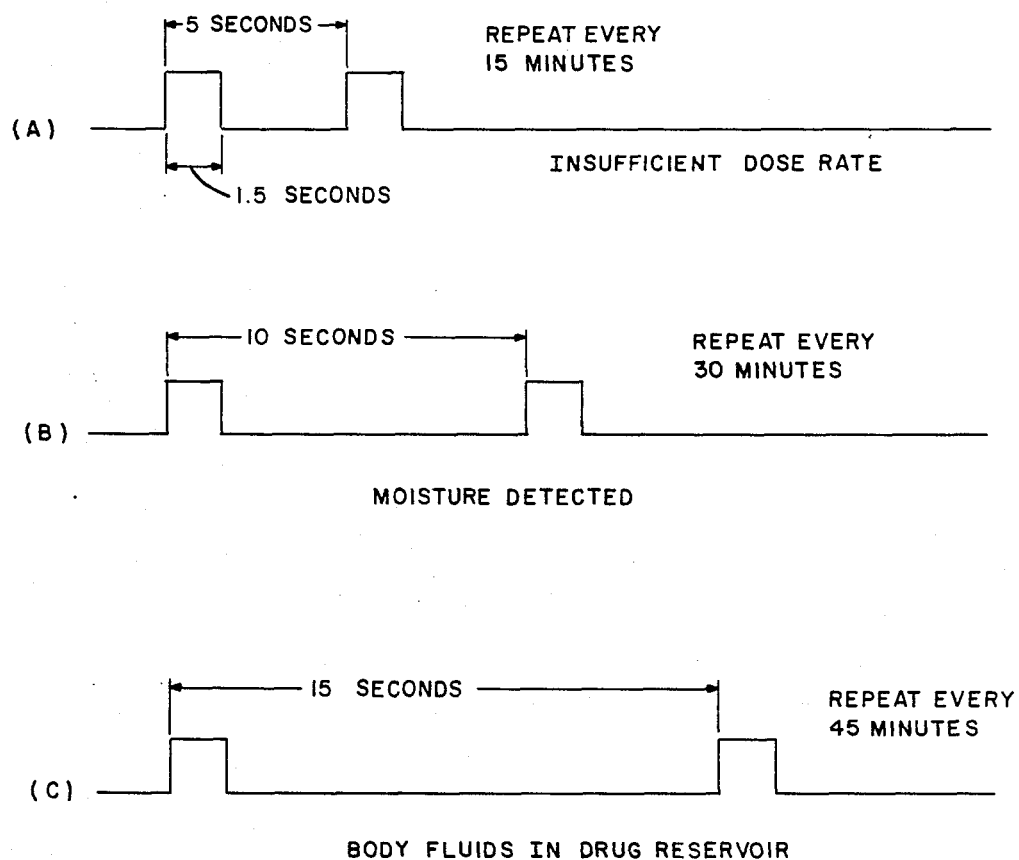 5 SECONDS
REPEAT EVERY
15 MINUTES
(A)
INSUFFICIENT DOSE RATE
1.5 SECONDS
10 SECONDS
REPEAT EVERY
30 MINUTES
(B)
MOISTURE DETECTED
15 SECONDS
REPEAT EVERY
45 MINUTES
(C)
BODY FLUIDS IN DRUG RESERVOIR